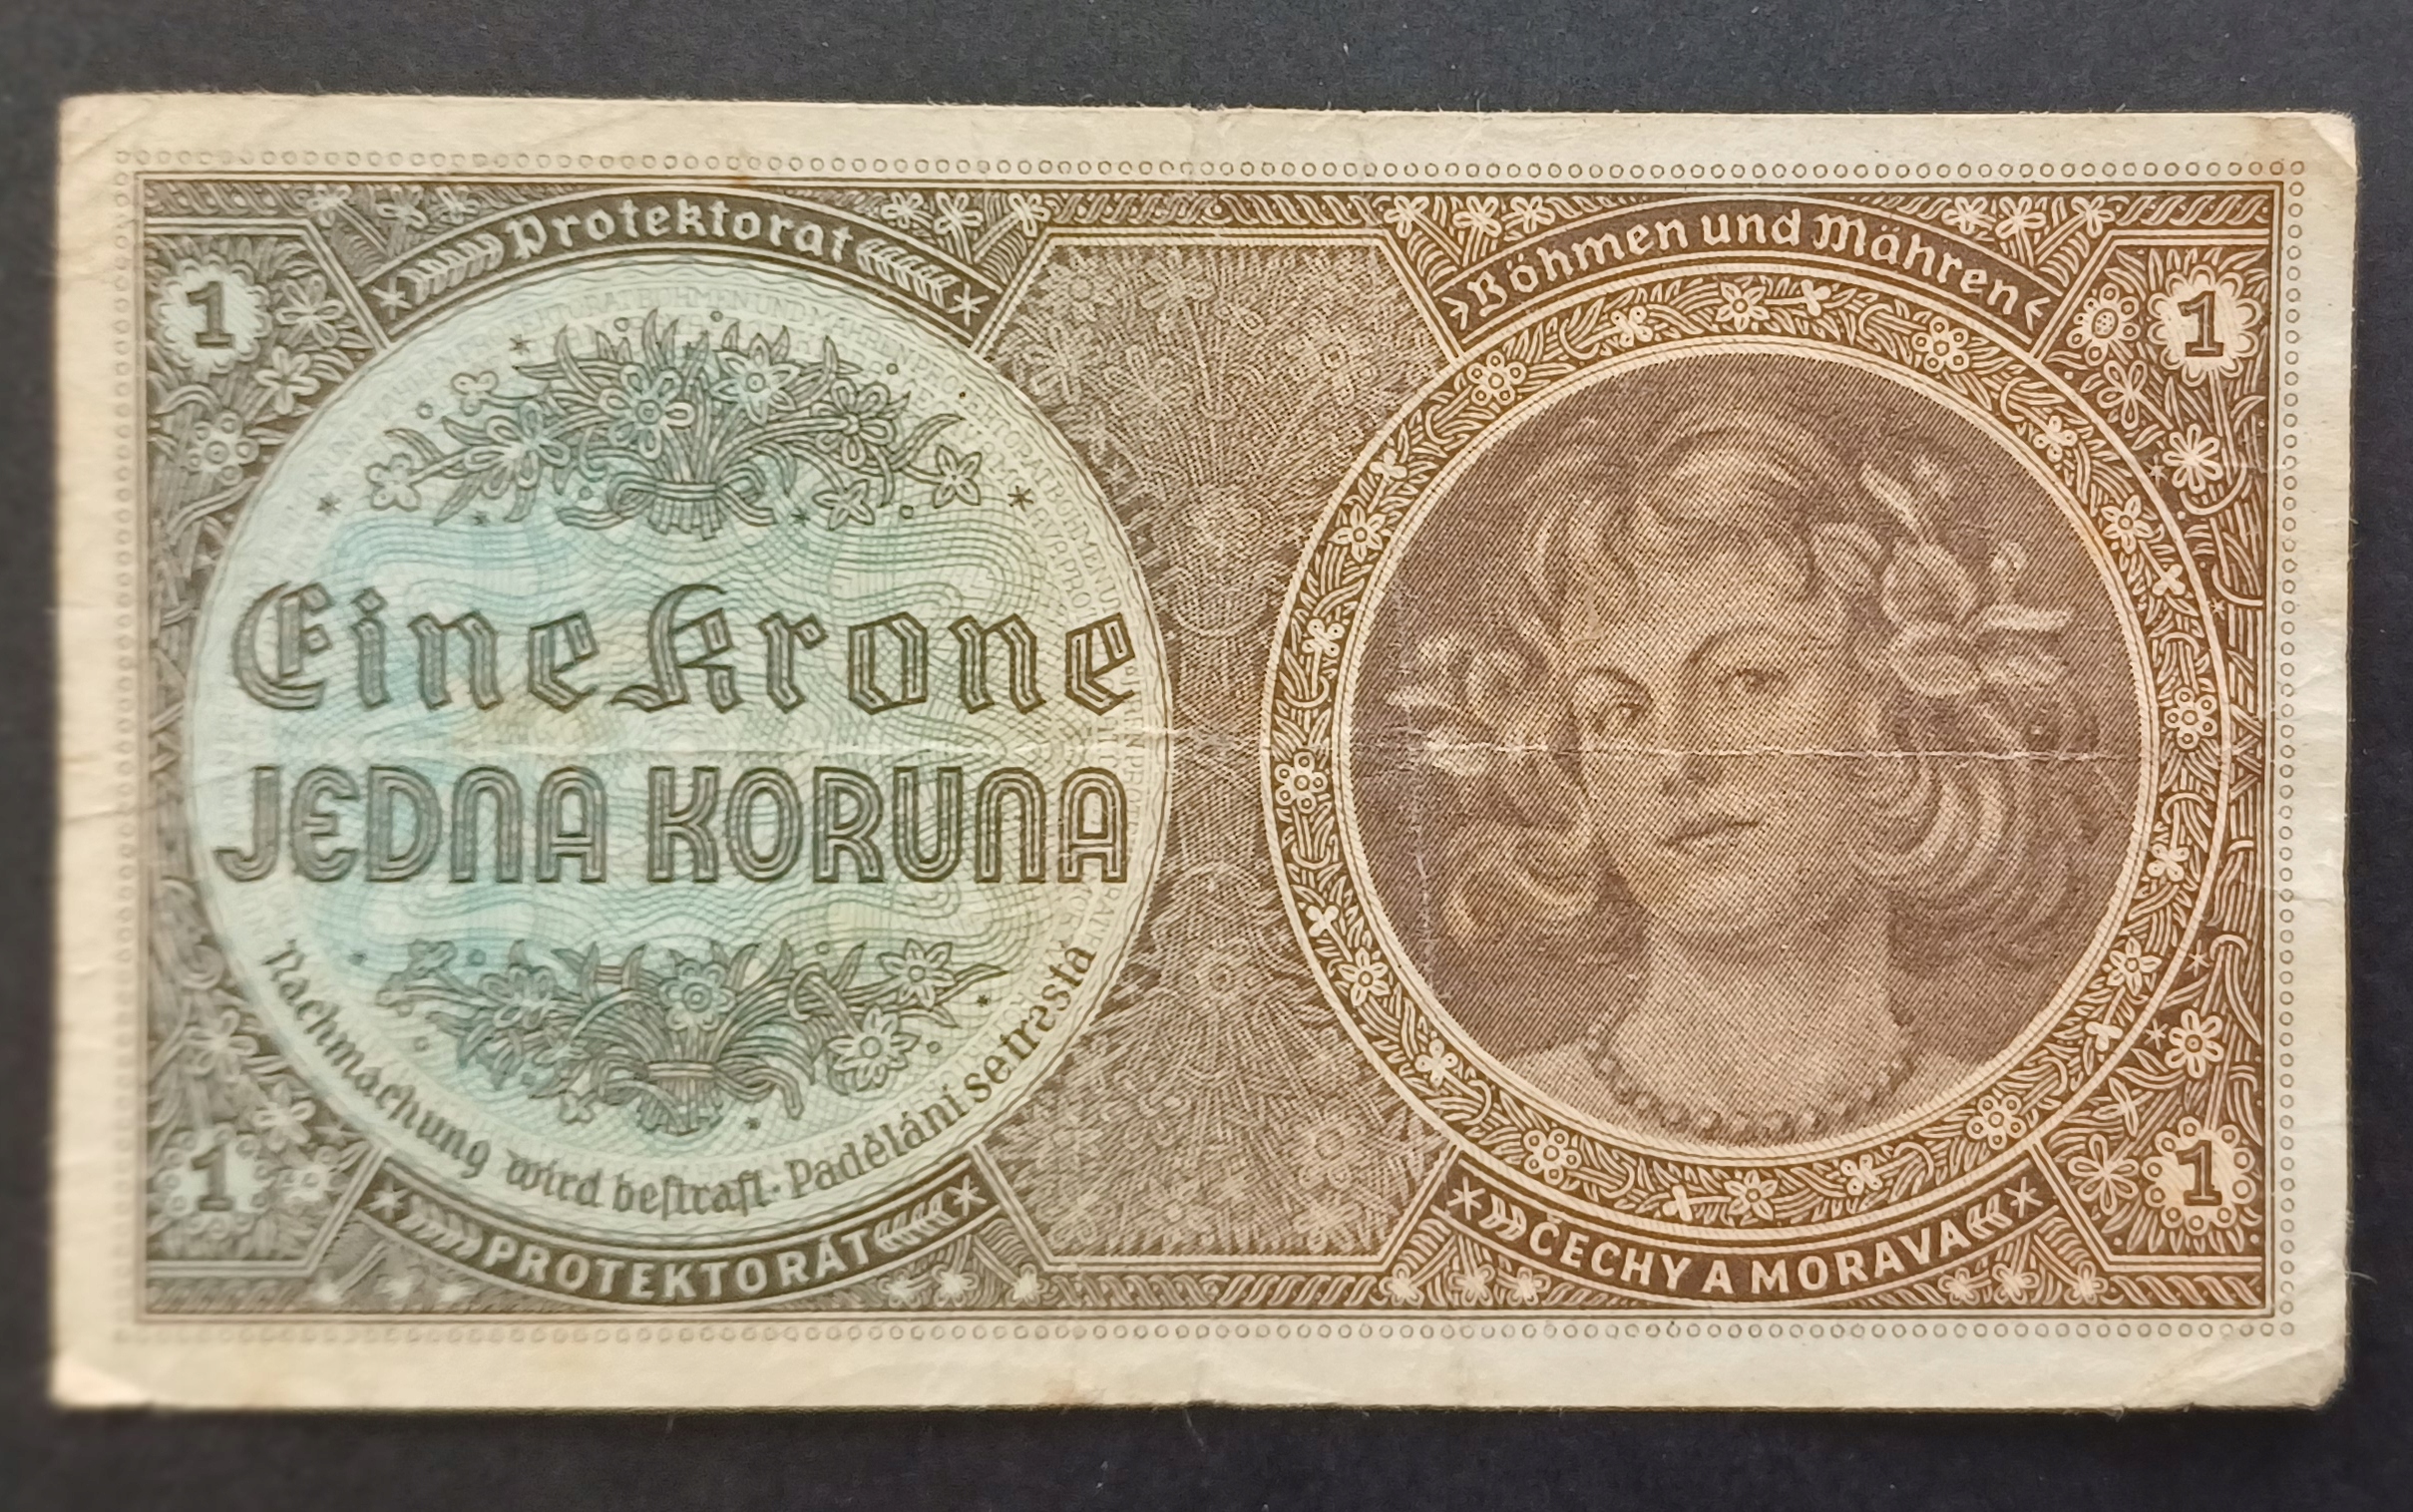 Protektorat
Böhmen und Mähren
1
1
Eine Krone
JEDNA KORUNA
Nachmachung wird bestraft. Padělání se trestá
1
1
PROTEKTORÁT
ČECHY A MORAVA